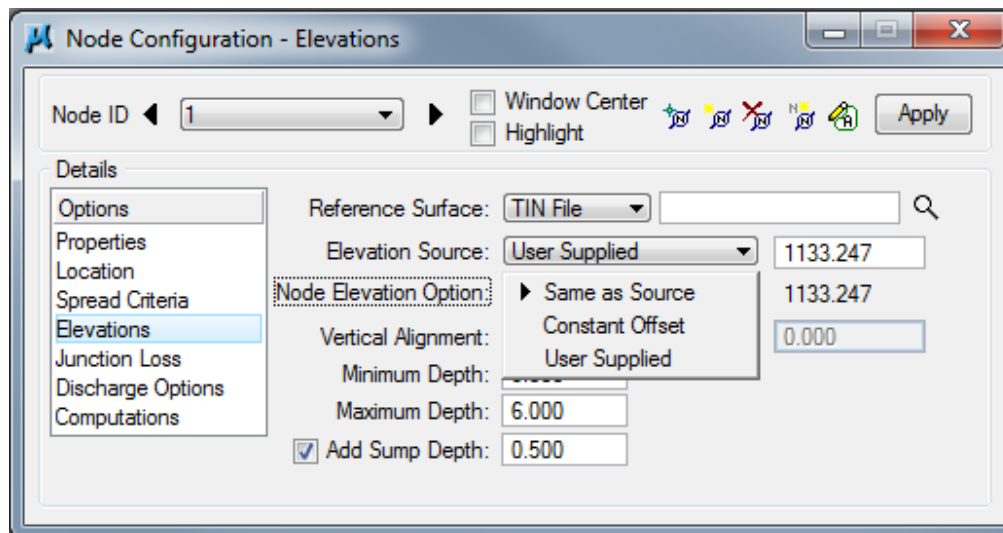 Node Configuration - Elevations
Node ID 1 Window Center Apply
Highlight
Details
Options
Properties
Location
Spread Criteria
Elevations
Junction Loss
Discharge Options
Computations
Reference Surface: TIN File
Elevation Source: User Supplied 1133.247
Node Elevation Option: Same as Source 1133.247
Constant Offset
User Supplied
Vertical Alignment: 0.000
Minimum Depth:
Maximum Depth: 6.000
Add Sump Depth: 0.500